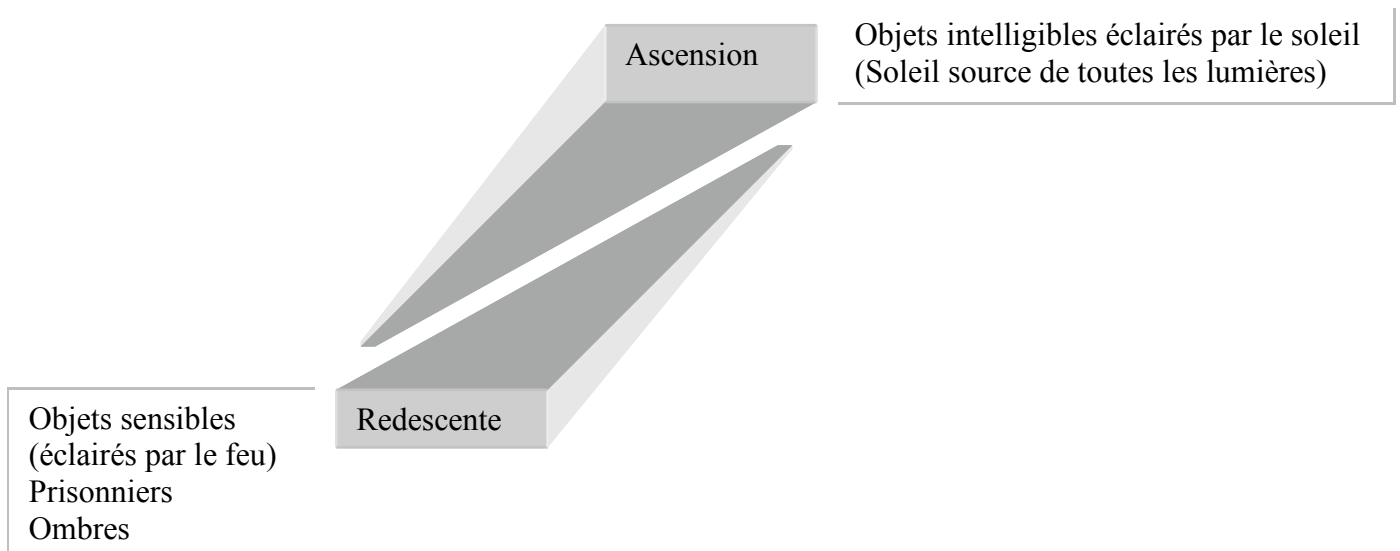 Ascension
Objets intelligibles éclairés par le soleil
(Soleil source de toutes les lumières)
Redescente
Objets sensibles
(éclairés par le feu)
Prisonniers
Ombres